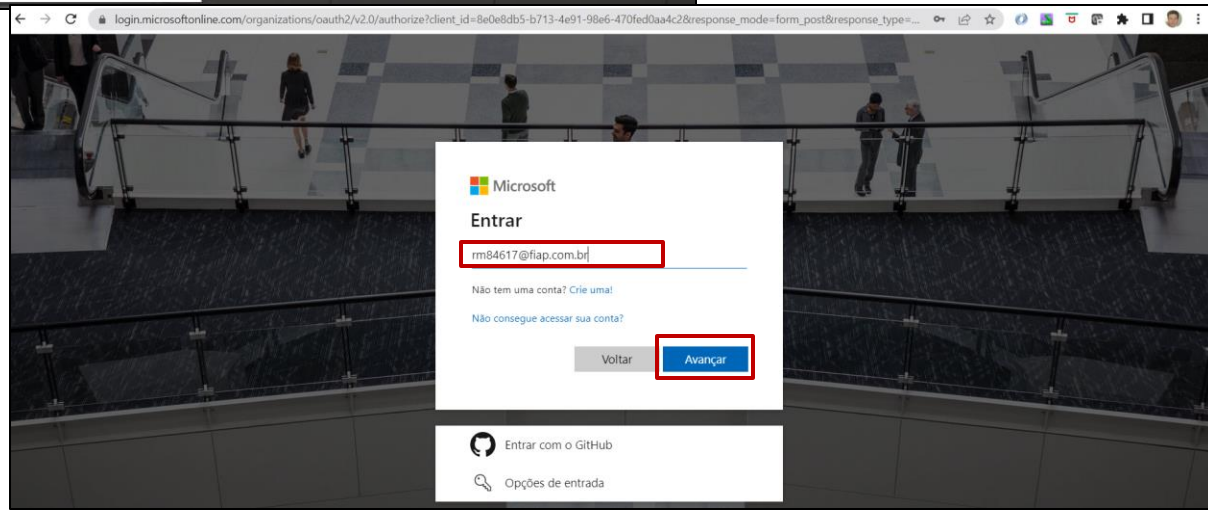 login.microsoftonline.com/organizations/oauth2/v2.0/authorize?client_id=8e0e8db5-b713-4e91-98e6-470fed0aa4c2&response_mode=form_post&response_type=...
Microsoft
Entrar
rm84617@fiap.com.br
Não tem uma conta? Crie uma!
Não consegue acessar sua conta?
Voltar Avançar
Entrar com o GitHub
Opções de entrada